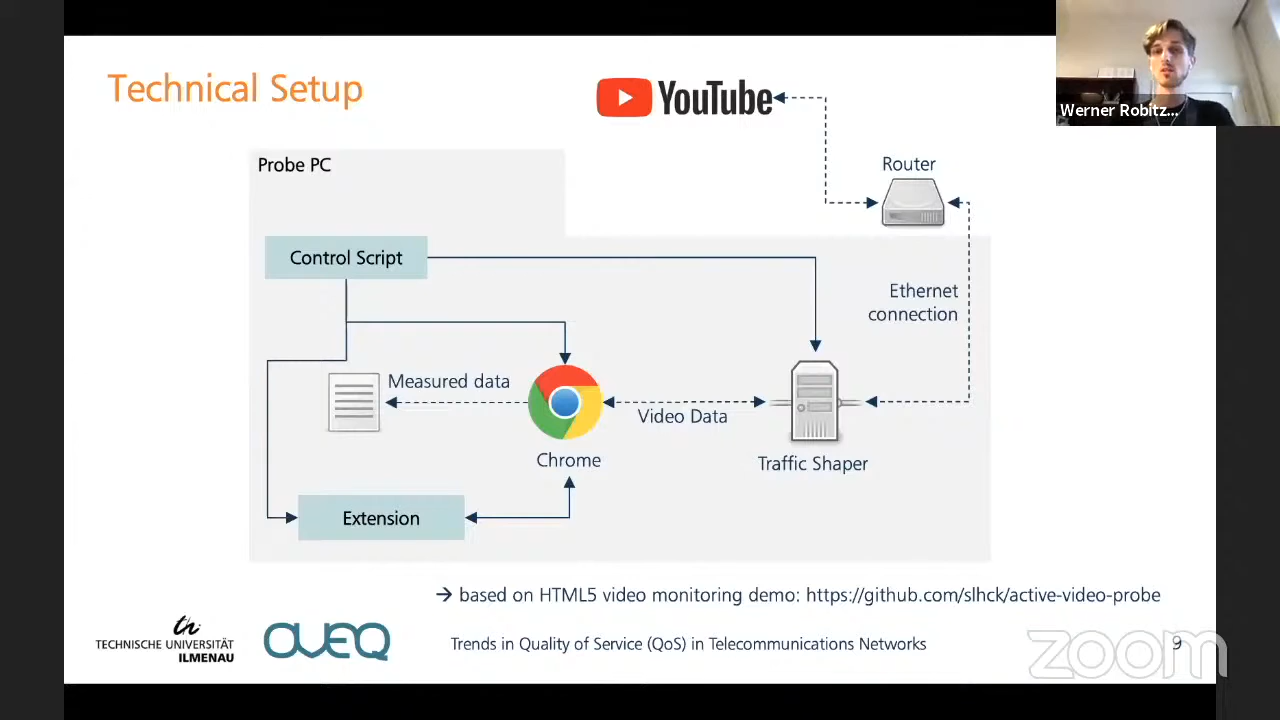 Technical Setup
YouTube
Werner Robitz...
Probe PC
Router
Control Script
Ethernet
connection
Measured data
Video Data
Chrome
Traffic Shaper
Extension
→ based on HTML5 video monitoring demo: https://github.com/slhck/active-video-probe
th
TECHNISCHE UNIVERSITÄT
ILMENAU
AVEQ
Trends in Quality of Service (QoS) in Telecommunications Networks
9
zoom